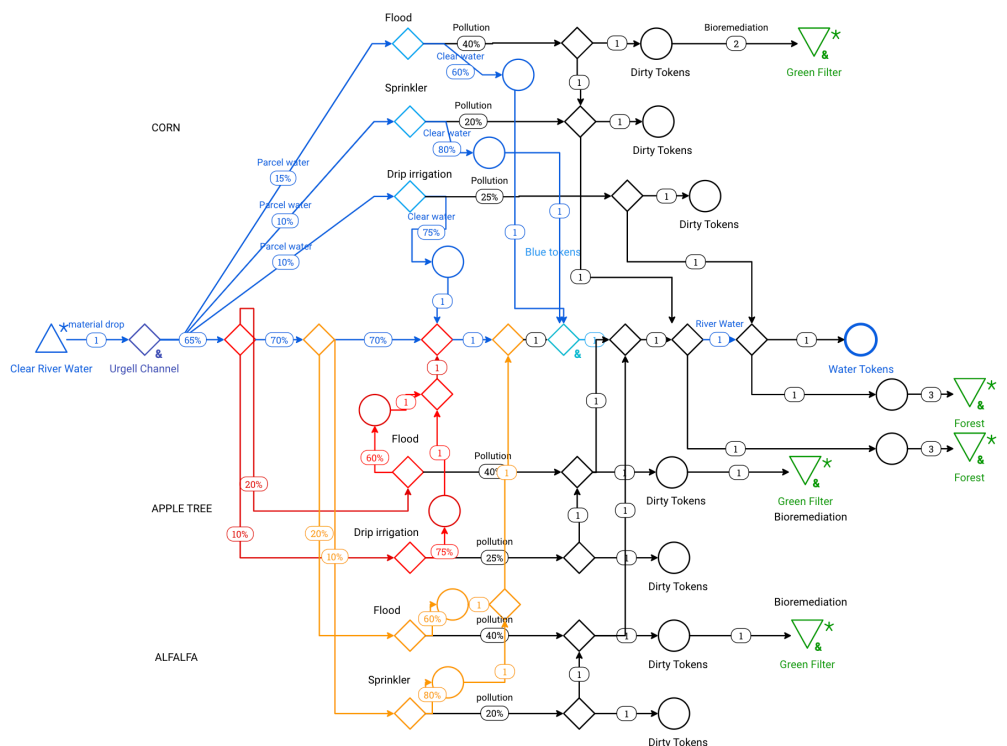 Flood
Pollution
40%
1
Bioremediation
2
*
&
Green Filter
Dirty Tokens
Clear water
60%
1
Sprinkler
Pollution
20%
1
Dirty Tokens
CORN
Clear water
80%
Parcel water
15%
Drip irrigation
Pollution
25%
1
Dirty Tokens
Parcel water
10%
Clear water
75%
1
1
Blue tokens
Parcel water
10%
1
1
1
*
material drop
1
&
65%
70%
70%
1
1
&
1
1
River Water
1
1
Clear River Water
Urgell Channel
Water Tokens
1
1
3
*
&
Forest
1
1
Flood
1
3
*
&
Forest
60%
1
Pollution
40%
1
1
1
1
*
&
Green Filter
Bioremediation
Dirty Tokens
20%
APPLE TREE
1
1
10%
20%
10%
Drip irrigation
75%
pollution
25%
1
Dirty Tokens
Flood
60%
1
Bioremediation
pollution
40%
1
1
*
&
Green Filter
Dirty Tokens
ALFALFA
Sprinkler
80%
1
1
pollution
20%
1
Dirty Tokens